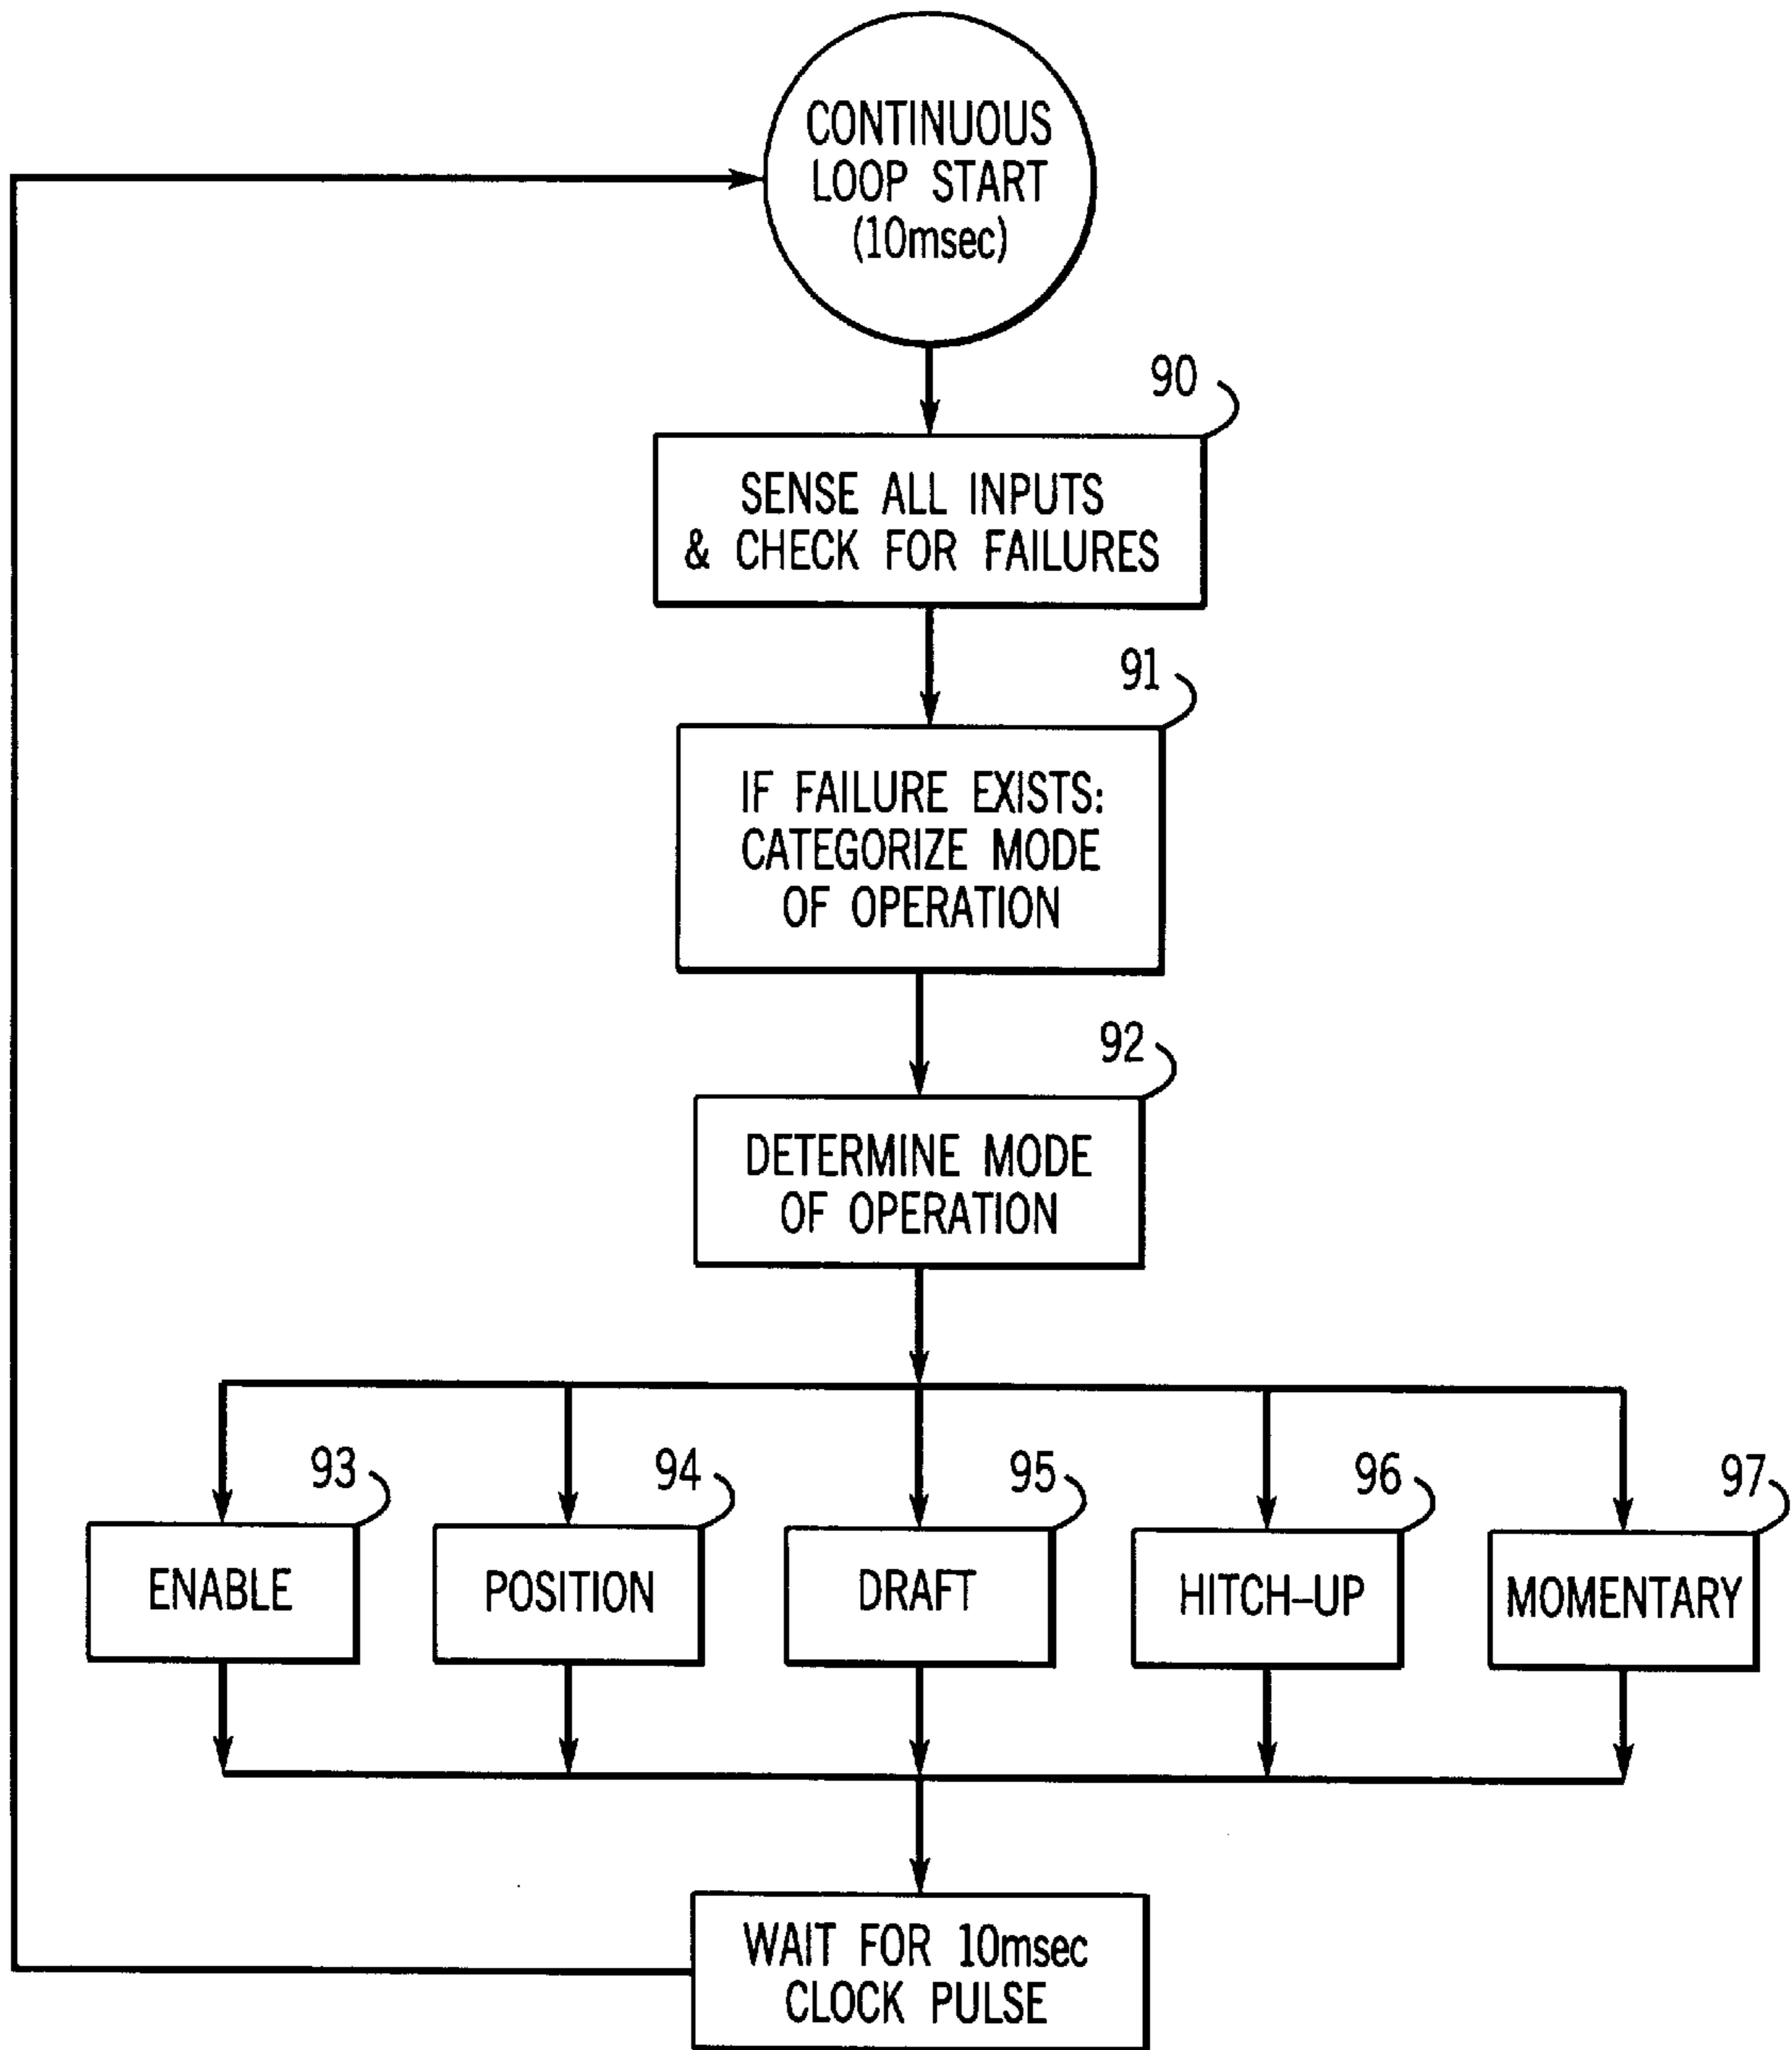 CONTINUOUS
LOOP START
(10msec)
90
SENSE ALL INPUTS
& CHECK FOR FAILURES
91
IF FAILURE EXISTS:
CATEGORIZE MODE
OF OPERATION
92
DETERMINE MODE
OF OPERATION
93
94
95
96
97
ENABLE
POSITION
DRAFT
HITCH-UP
MOMENTARY
WAIT FOR 10msec
CLOCK PULSE